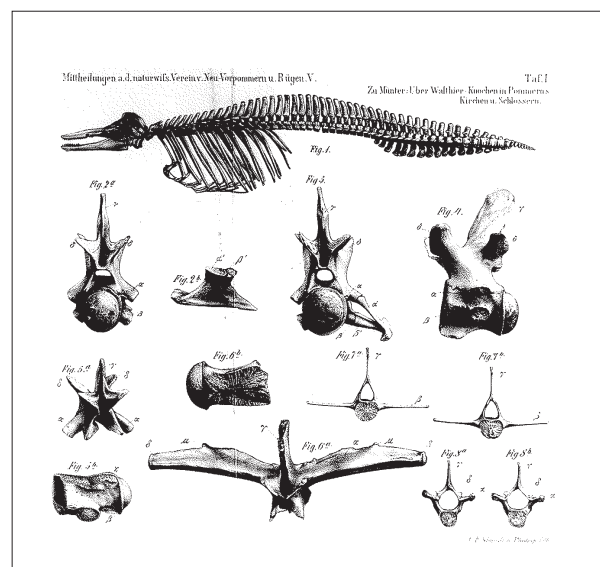 Mittheilungen a.d.naturwiss.Verein v. Neu-Vorpommern u. Rügen.V.
Taf.I
Zu Münter: Über Wallthier-Knochen in Pommerns
Kirchen u. Schlössern.
Fig.1.
Fig.2ª
Fig.3.
Fig.4.
γ
γ
γ
δ
δ
δ
δ
δ
Fig.2b.
α'
β'
α
β
α
α
β
β'
α
β
Fig.5ª
Fig.6b.
Fig.7ª
Fig.7b.
γ
γ
γ
δ
δ
β
β
α
α
γ
Fig.6ª
δ
α
α
Fig.5b.
α
β
Fig.8ª
Fig.8b.
γ
γ
δ
δ
α
α